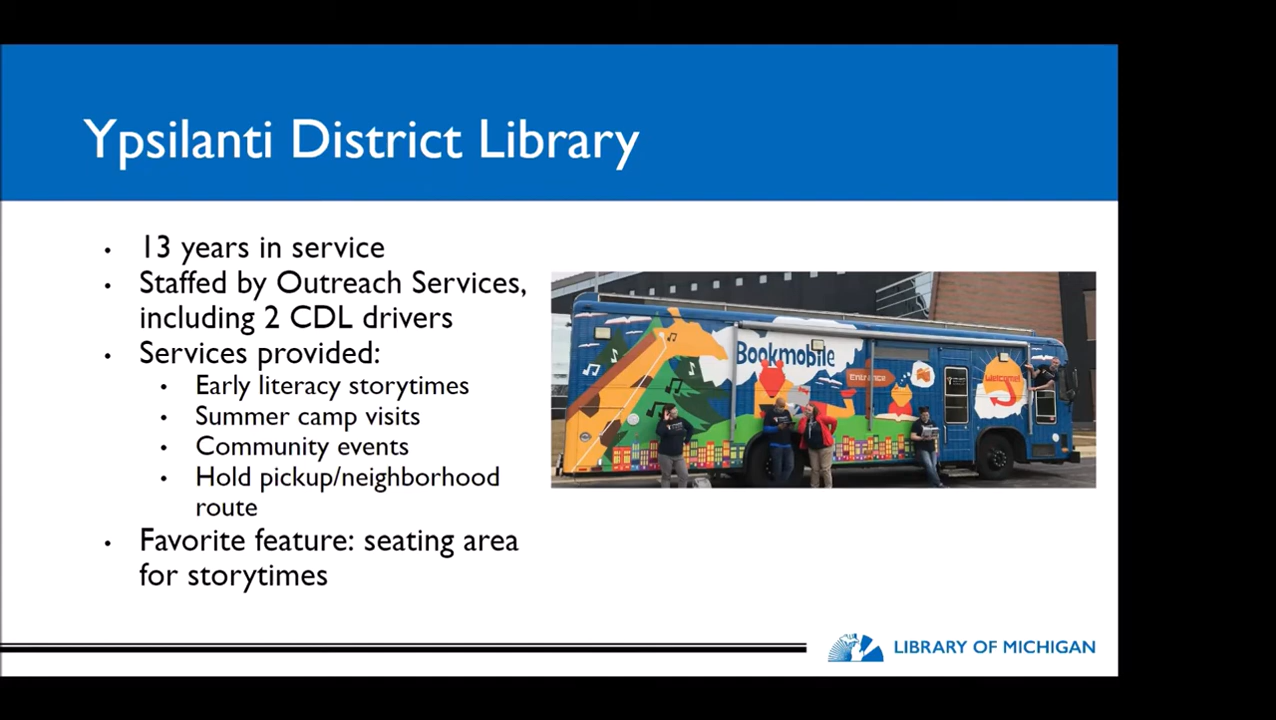 Ypsilanti District Library
• 13 years in service
• Staffed by Outreach Services,
including 2 CDL drivers
• Services provided:
• Early literacy storytimes
• Summer camp visits
• Community events
• Hold pickup/neighborhood
route
• Favorite feature: seating area
for storytimes
Bookmobile
Entrance
Welcome!
LIBRARY OF MICHIGAN